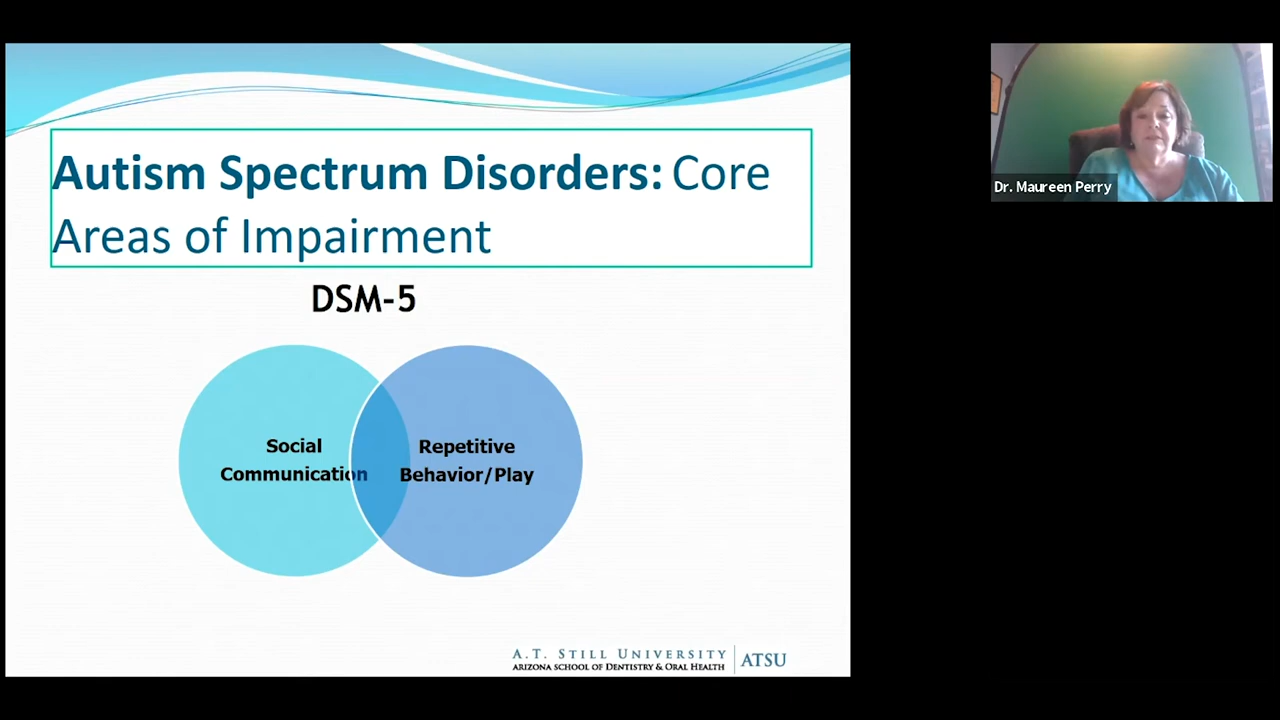 Autism Spectrum Disorders: Core
Areas of Impairment
DSM-5
Social
Communication
Repetitive
Behavior/Play
A.T. STILL UNIVERSITY
ARIZONA SCHOOL OF DENTISTRY & ORAL HEALTH
ATSU
Dr. Maureen Perry